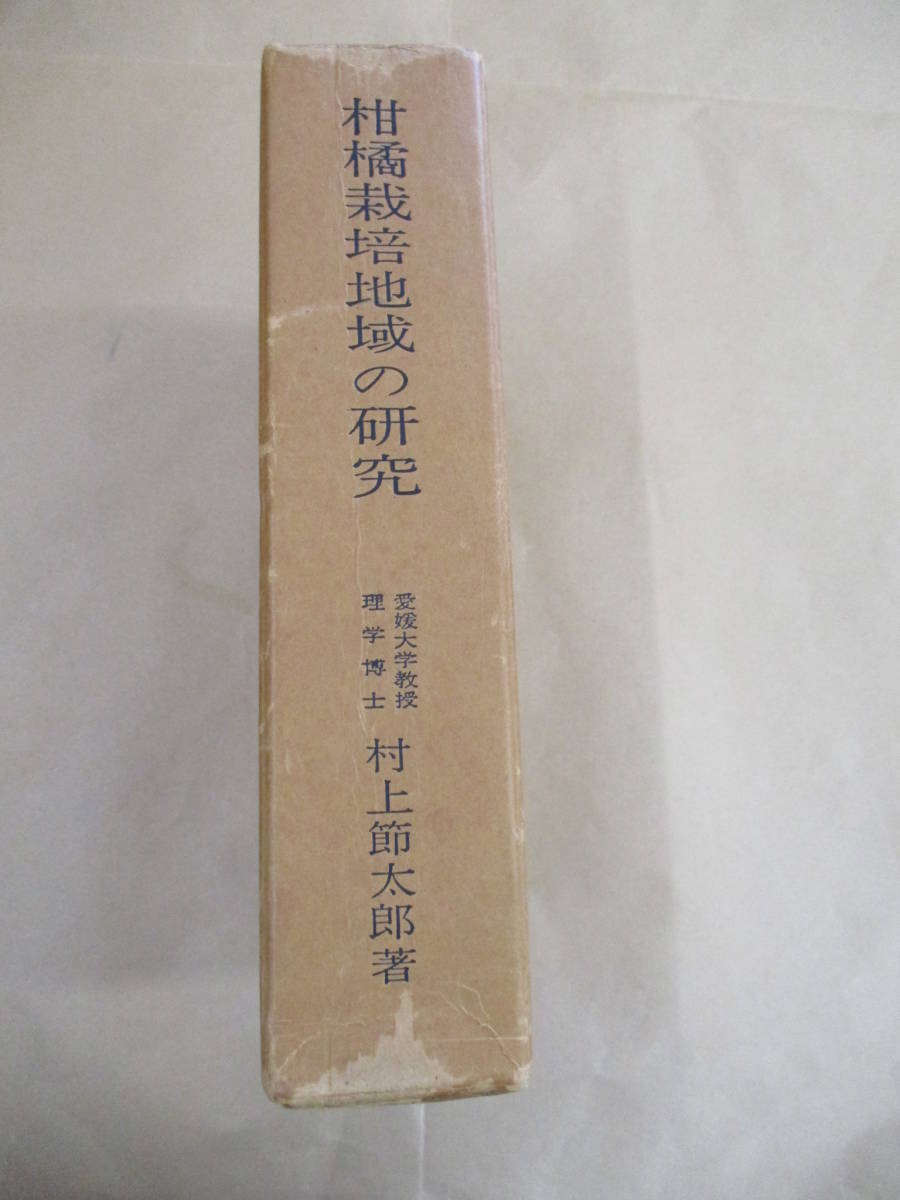 柑橘栽培地域の研究
愛媛大学教授
理学博士
村上節太郎著